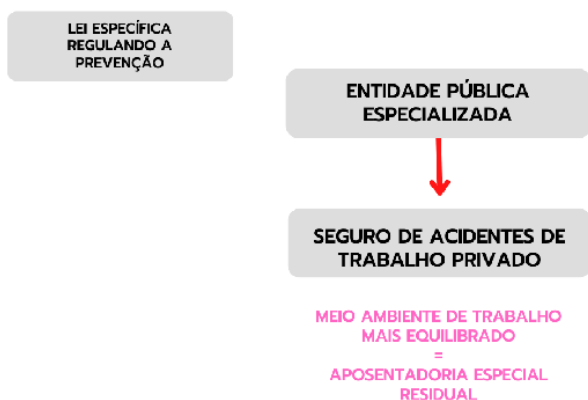 LEI ESPECÍFICA
REGULANDO A
PREVENÇÃO
ENTIDADE PÚBLICA
ESPECIALIZADA
SEGURO DE ACIDENTES DE
TRABALHO PRIVADO
MEIO AMBIENTE DE TRABALHO
MAIS EQUILIBRADO
=
APOSENTADORIA ESPECIAL
RESIDUAL